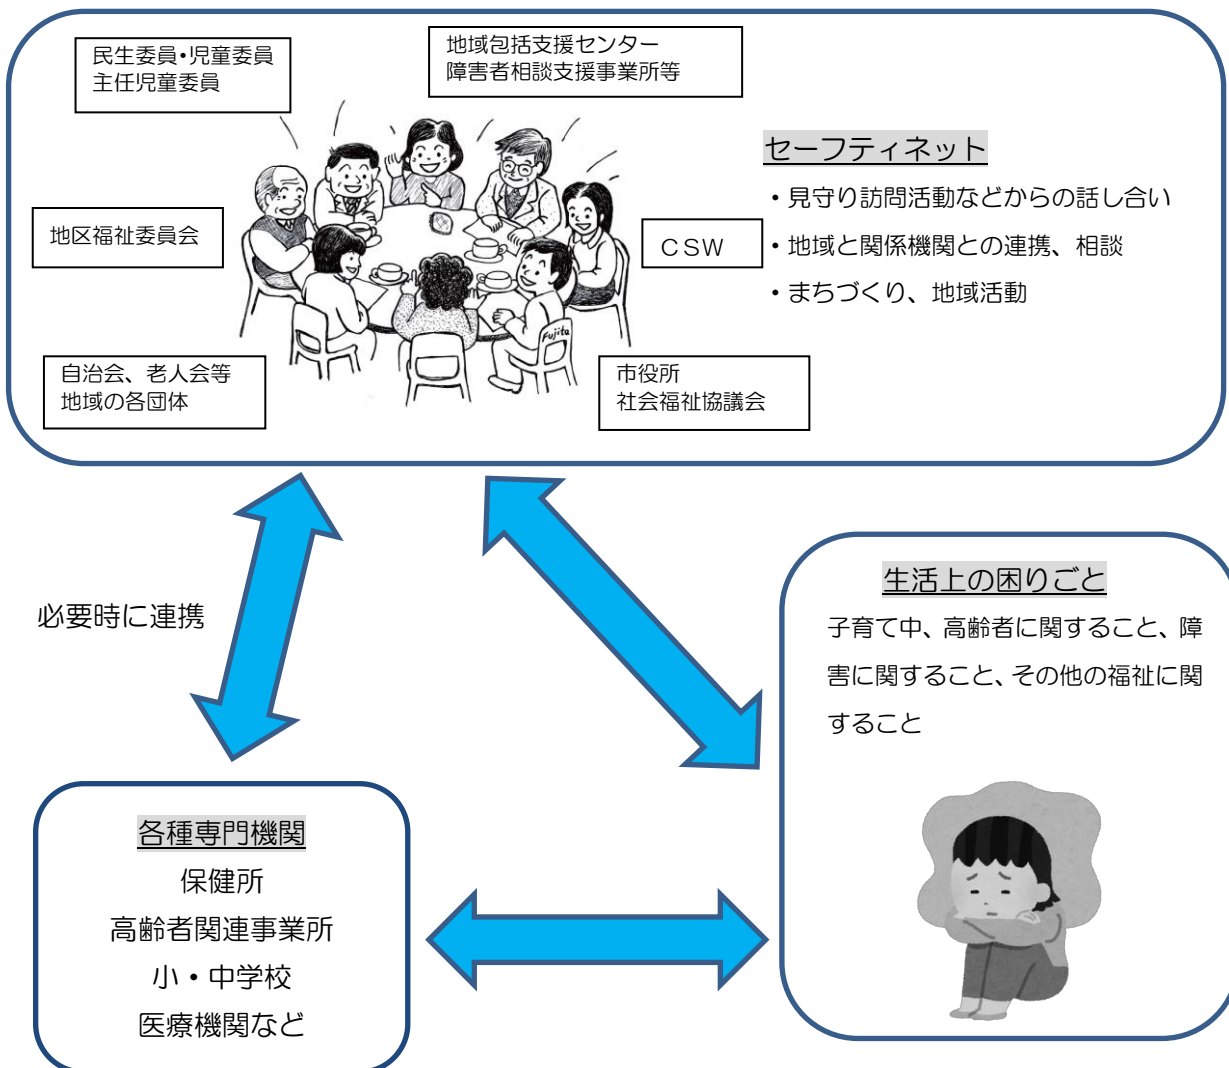 民生委員・児童委員
主任児童委員
地域包括支援センター
障害者相談支援事業所等
セーフティネット
・見守り訪問活動などからの話し合い
地区福祉委員会
CSW
・地域と関係機関との連携、相談
・まちづくり、地域活動
Fujita
自治会、老人会等
地域の各団体
市役所
社会福祉協議会
必要時に連携
生活上の困りごと
子育て中、高齢者に関すること、障
害に関すること、その他の福祉に関
すること
各種専門機関
保健所
高齢者関連事業所
小・中学校
医療機関など